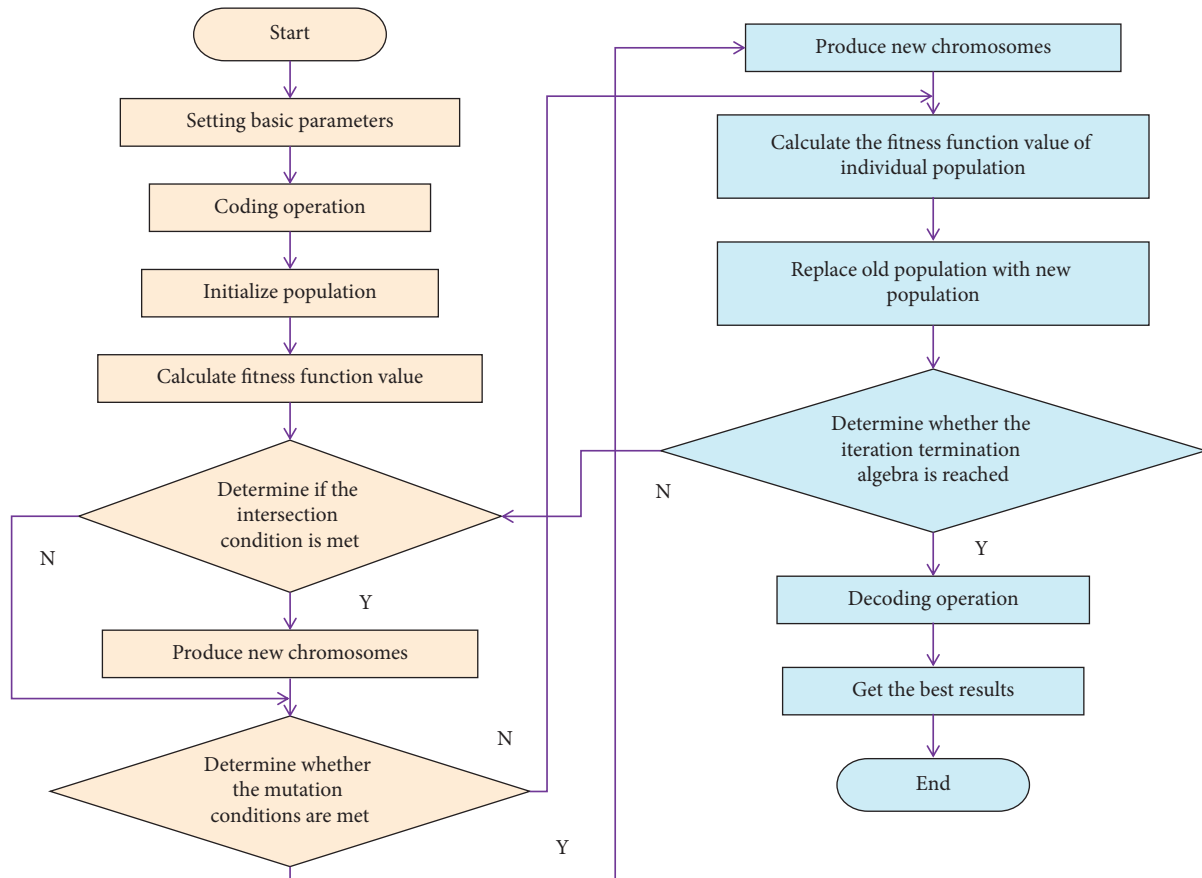 Start
Setting basic parameters
Coding operation
Initialize population
Calculate fitness function value
Determine if the
intersection
condition is met
N
Y
Produce new chromosomes
Determine whether
the mutation
conditions are met
N
Y
Produce new chromosomes
Calculate the fitness function value of
individual population
Replace old population with new
population
Determine whether the
iteration termination
algebra is reached
N
Y
Decoding operation
Get the best results
End